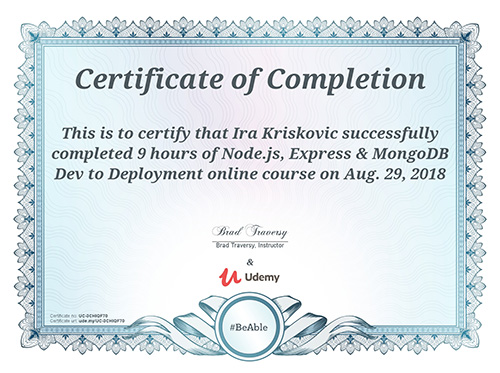 Certificate of Completion
This is to certify that Ira Kriskovic successfully
completed 9 hours of Node.js, Express & MongoDB
Dev to Deployment online course on Aug. 29, 2018
Brad Traversy
Brad Traversy, Instructor
&
Udemy
Certificate no: UC-0CHIQF70
Certificate url: ude.my/UC-0CHIQF70
#BeAble